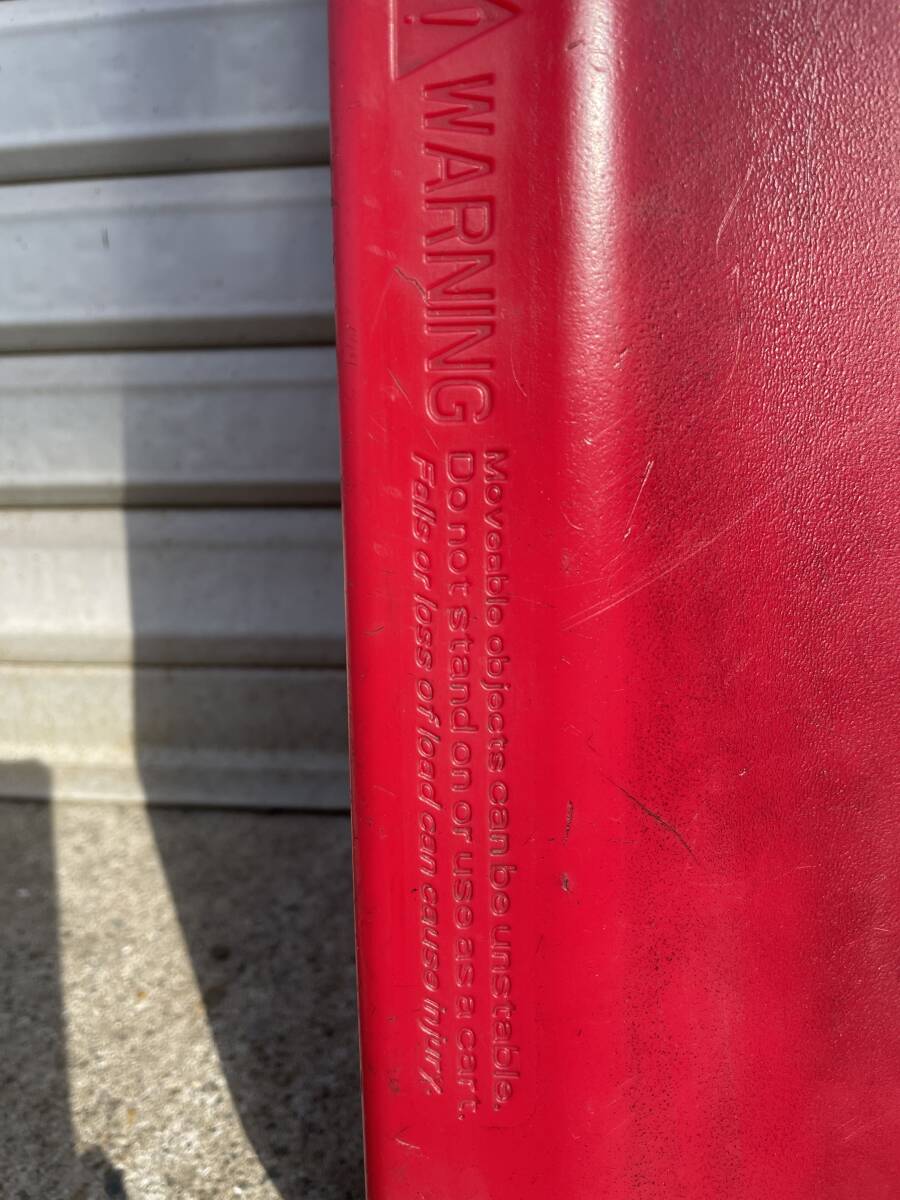 WARNING
Moveable objects can be unstable.
Do not stand on or use as a cart.
Falls or loss of load can cause injury.